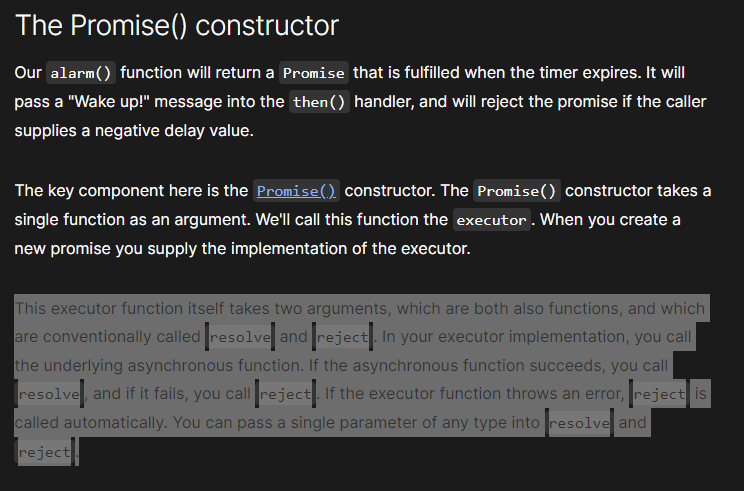 The Promise() constructor
Our alarm() function will return a Promise that is fulfilled when the timer expires. It will
pass a "Wake up!" message into the then() handler, and will reject the promise if the caller
supplies a negative delay value.
The key component here is the Promise() constructor. The Promise() constructor takes a
single function as an argument. We'll call this function the executor. When you create a
new promise you supply the implementation of the executor.
This executor function itself takes two arguments, which are both also functions, and which
are conventionally called resolve and reject. In your executor implementation, you call
the underlying asynchronous function. If the asynchronous function succeeds, you call
resolve, and if it fails, you call reject. If the executor function throws an error, reject is
called automatically. You can pass a single parameter of any type into resolve and
reject.